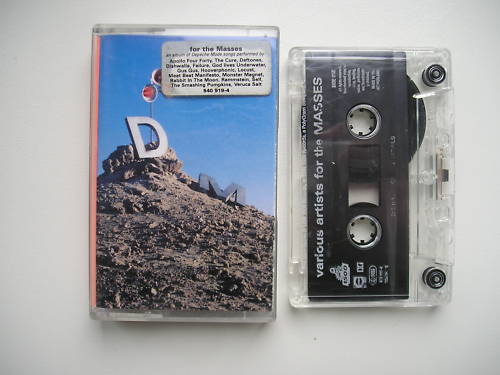 for the Masses
an album of Depeche Mode songs performed by
Apollo Four Forty, The Cure, Deftones,
Dishwalla, Failure, God lives Underwater,
Gus Gus, Hooverphonic, Locust,
Meat Beat Manifesto, Monster Magnet,
Rabbit In The Moon, Rammstein, Self,
The Smashing Pumpkins, Veruca Salt
540 919-4
D M
various artists for the MASSES